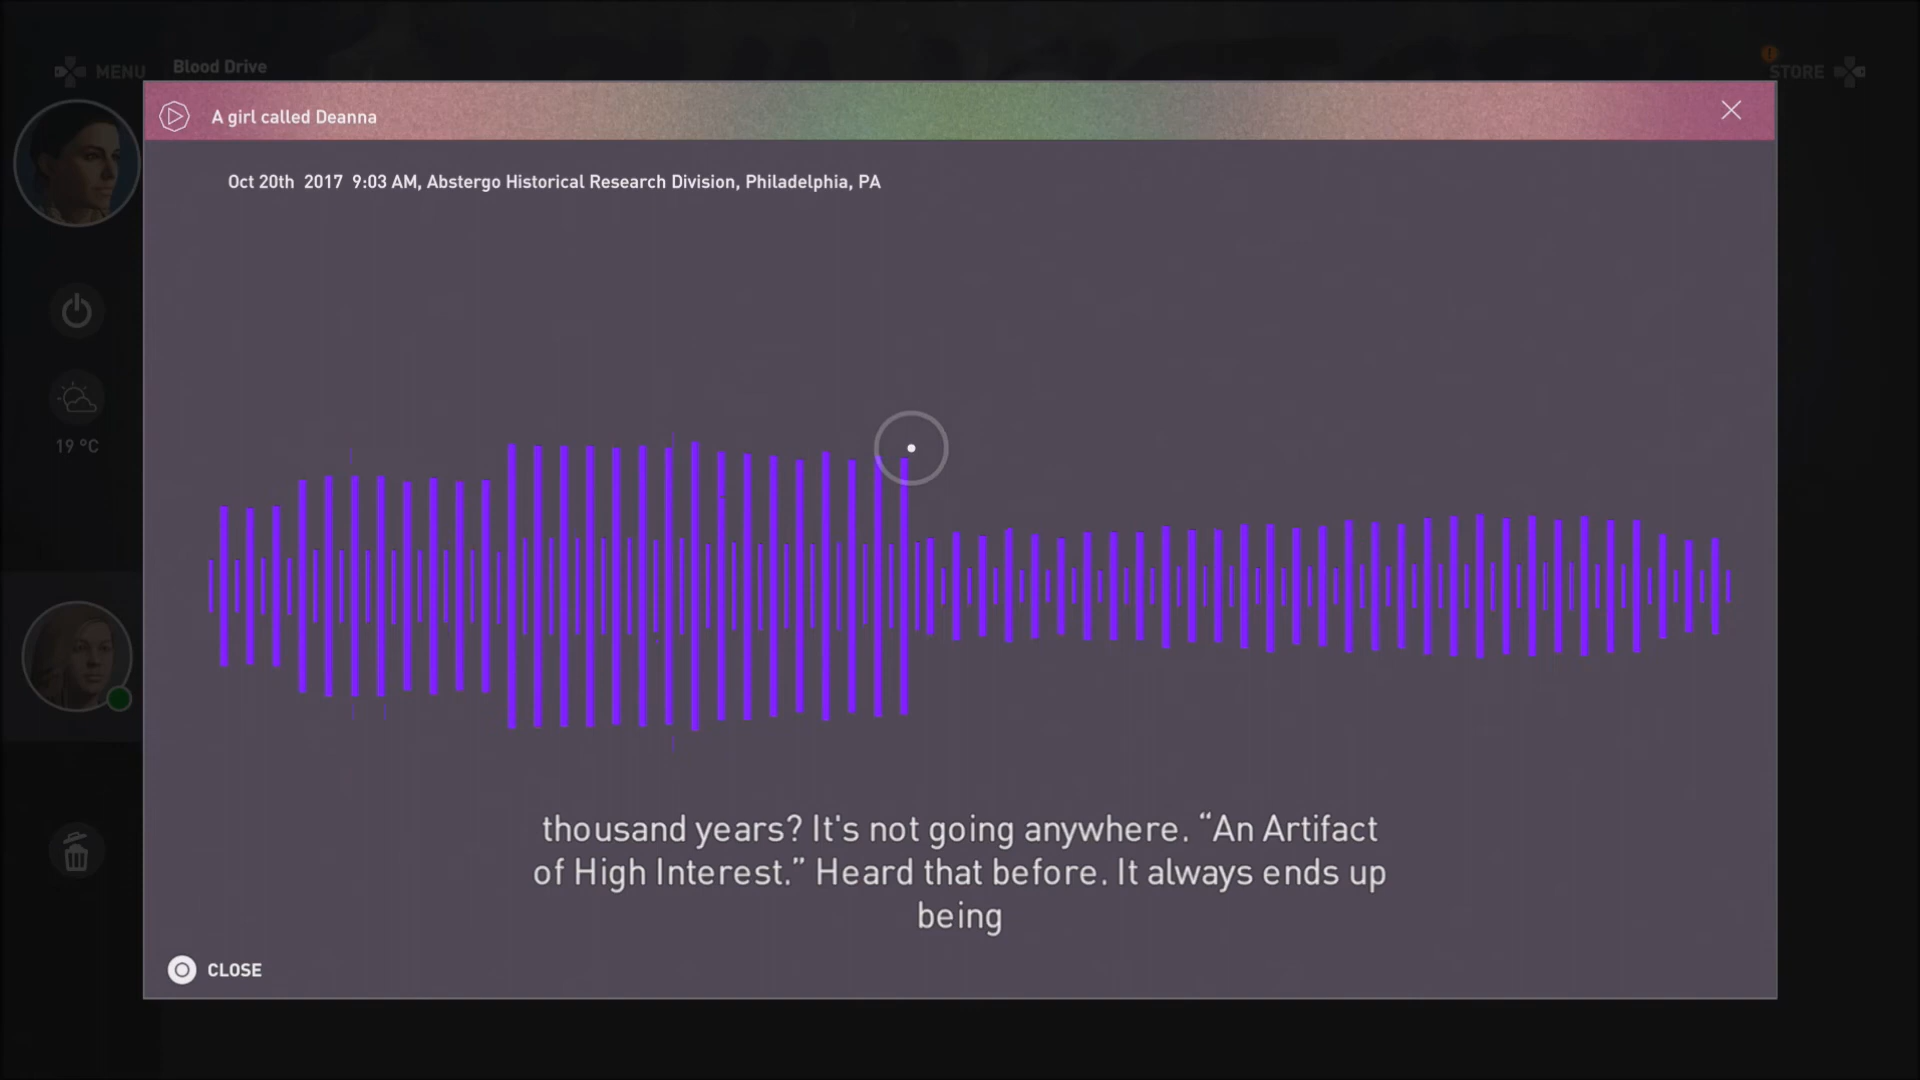 MENU
Blood Drive
STORE
A girl called Deanna
Oct 20th 2017 9:03 AM, Abstergo Historical Research Division, Philadelphia, PA
19 °C
thousand years? It's not going anywhere. “An Artifact
of High Interest.” Heard that before. It always ends up
being
CLOSE